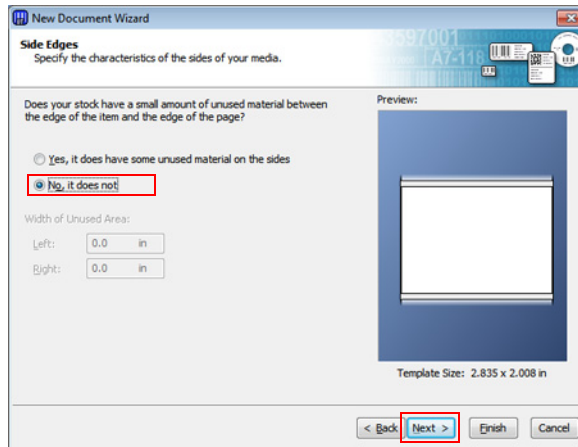 New Document Wizard
Side Edges
Specify the characteristics of the sides of your media.
3597001
A7-118
Does your stock have a small amount of unused material between
the edge of the item and the edge of the page?
Preview:
Yes, it does have some unused material on the sides
No, it does not
Width of Unused Area:
Left: 0.0 in
Right: 0.0 in
Template Size: 2.835 x 2.008 in
< Back Next > Finish Cancel